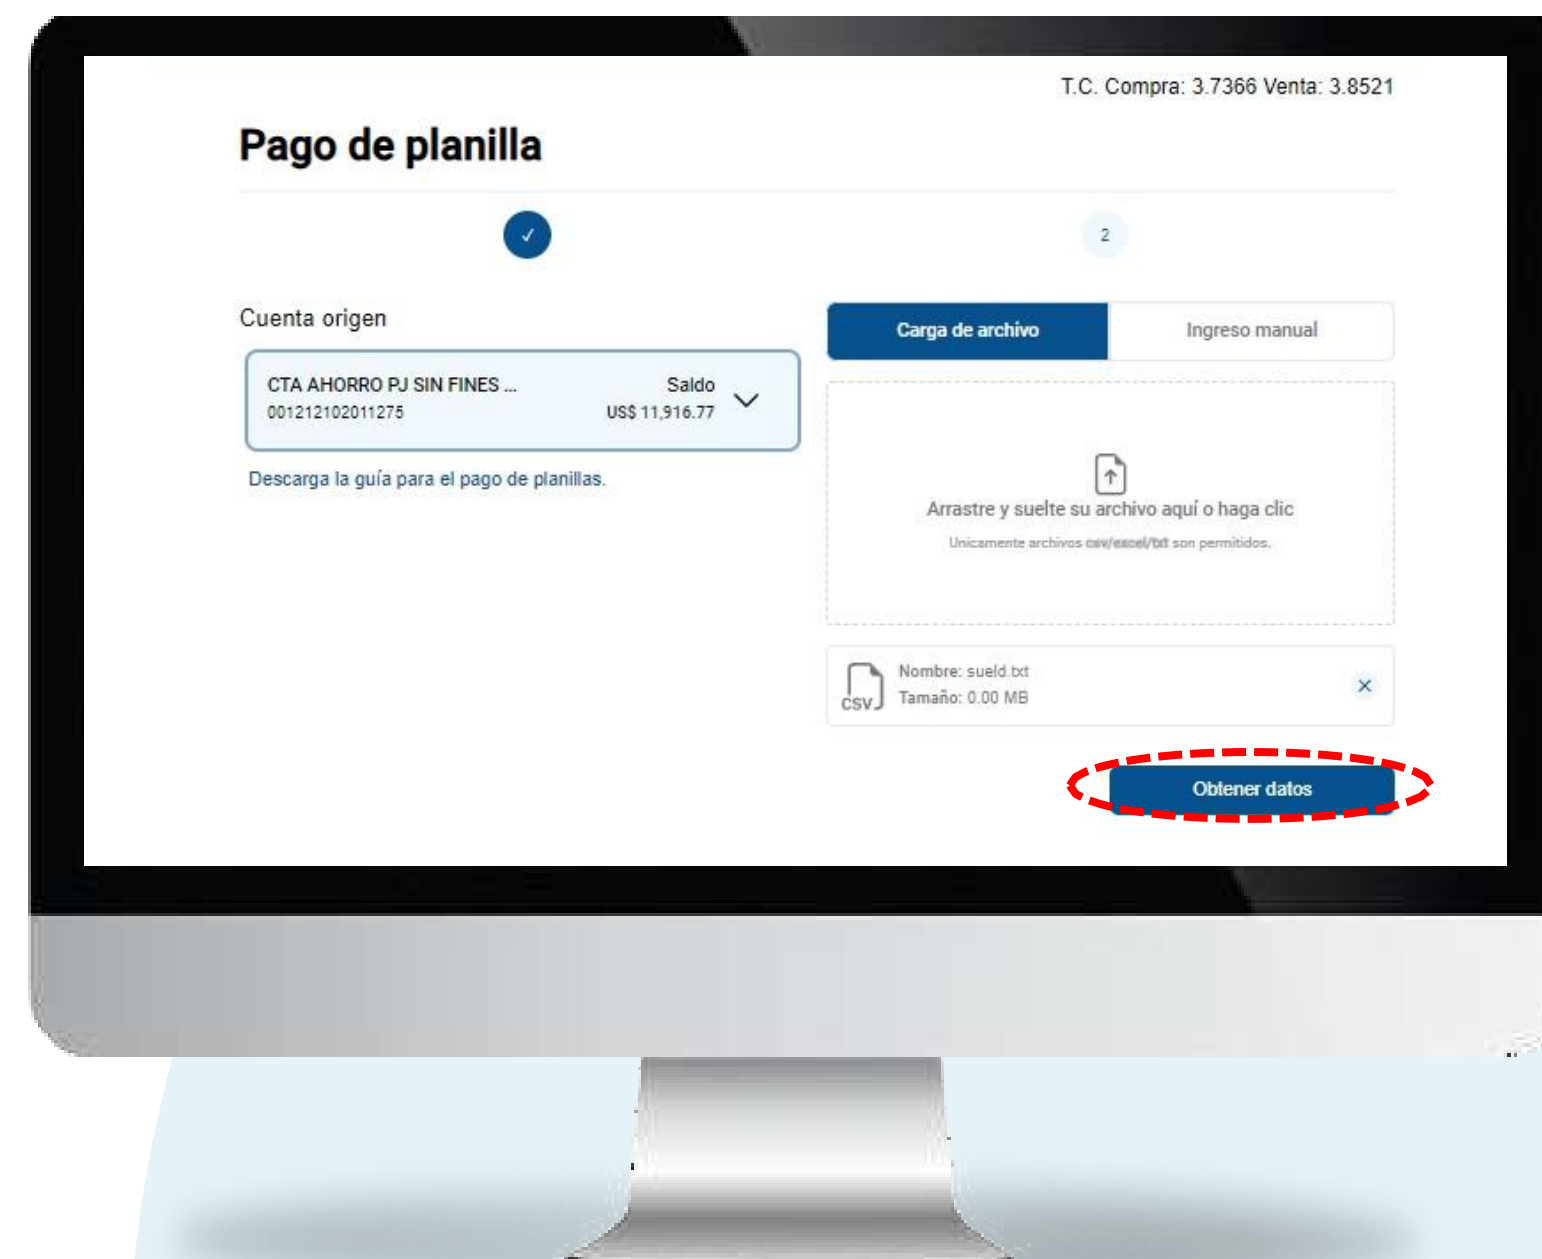 T.C. Compra: 3.7366 Venta: 3.8521
Pago de planilla
✓
2
Cuenta origen
CTA AHORRO PJ SIN FINES ...
Saldo
001212102011275
US$ 11,916.77
Descarga la guía para el pago de planillas.
Carga de archivo
Ingreso manual
Arrastre y suelte su archivo aquí o haga clic
Unicamente archivos csv/excel/txt son permitidos.
CSV
Nombre: sueld.txt
Tamaño: 0.00 MB
Obtener datos